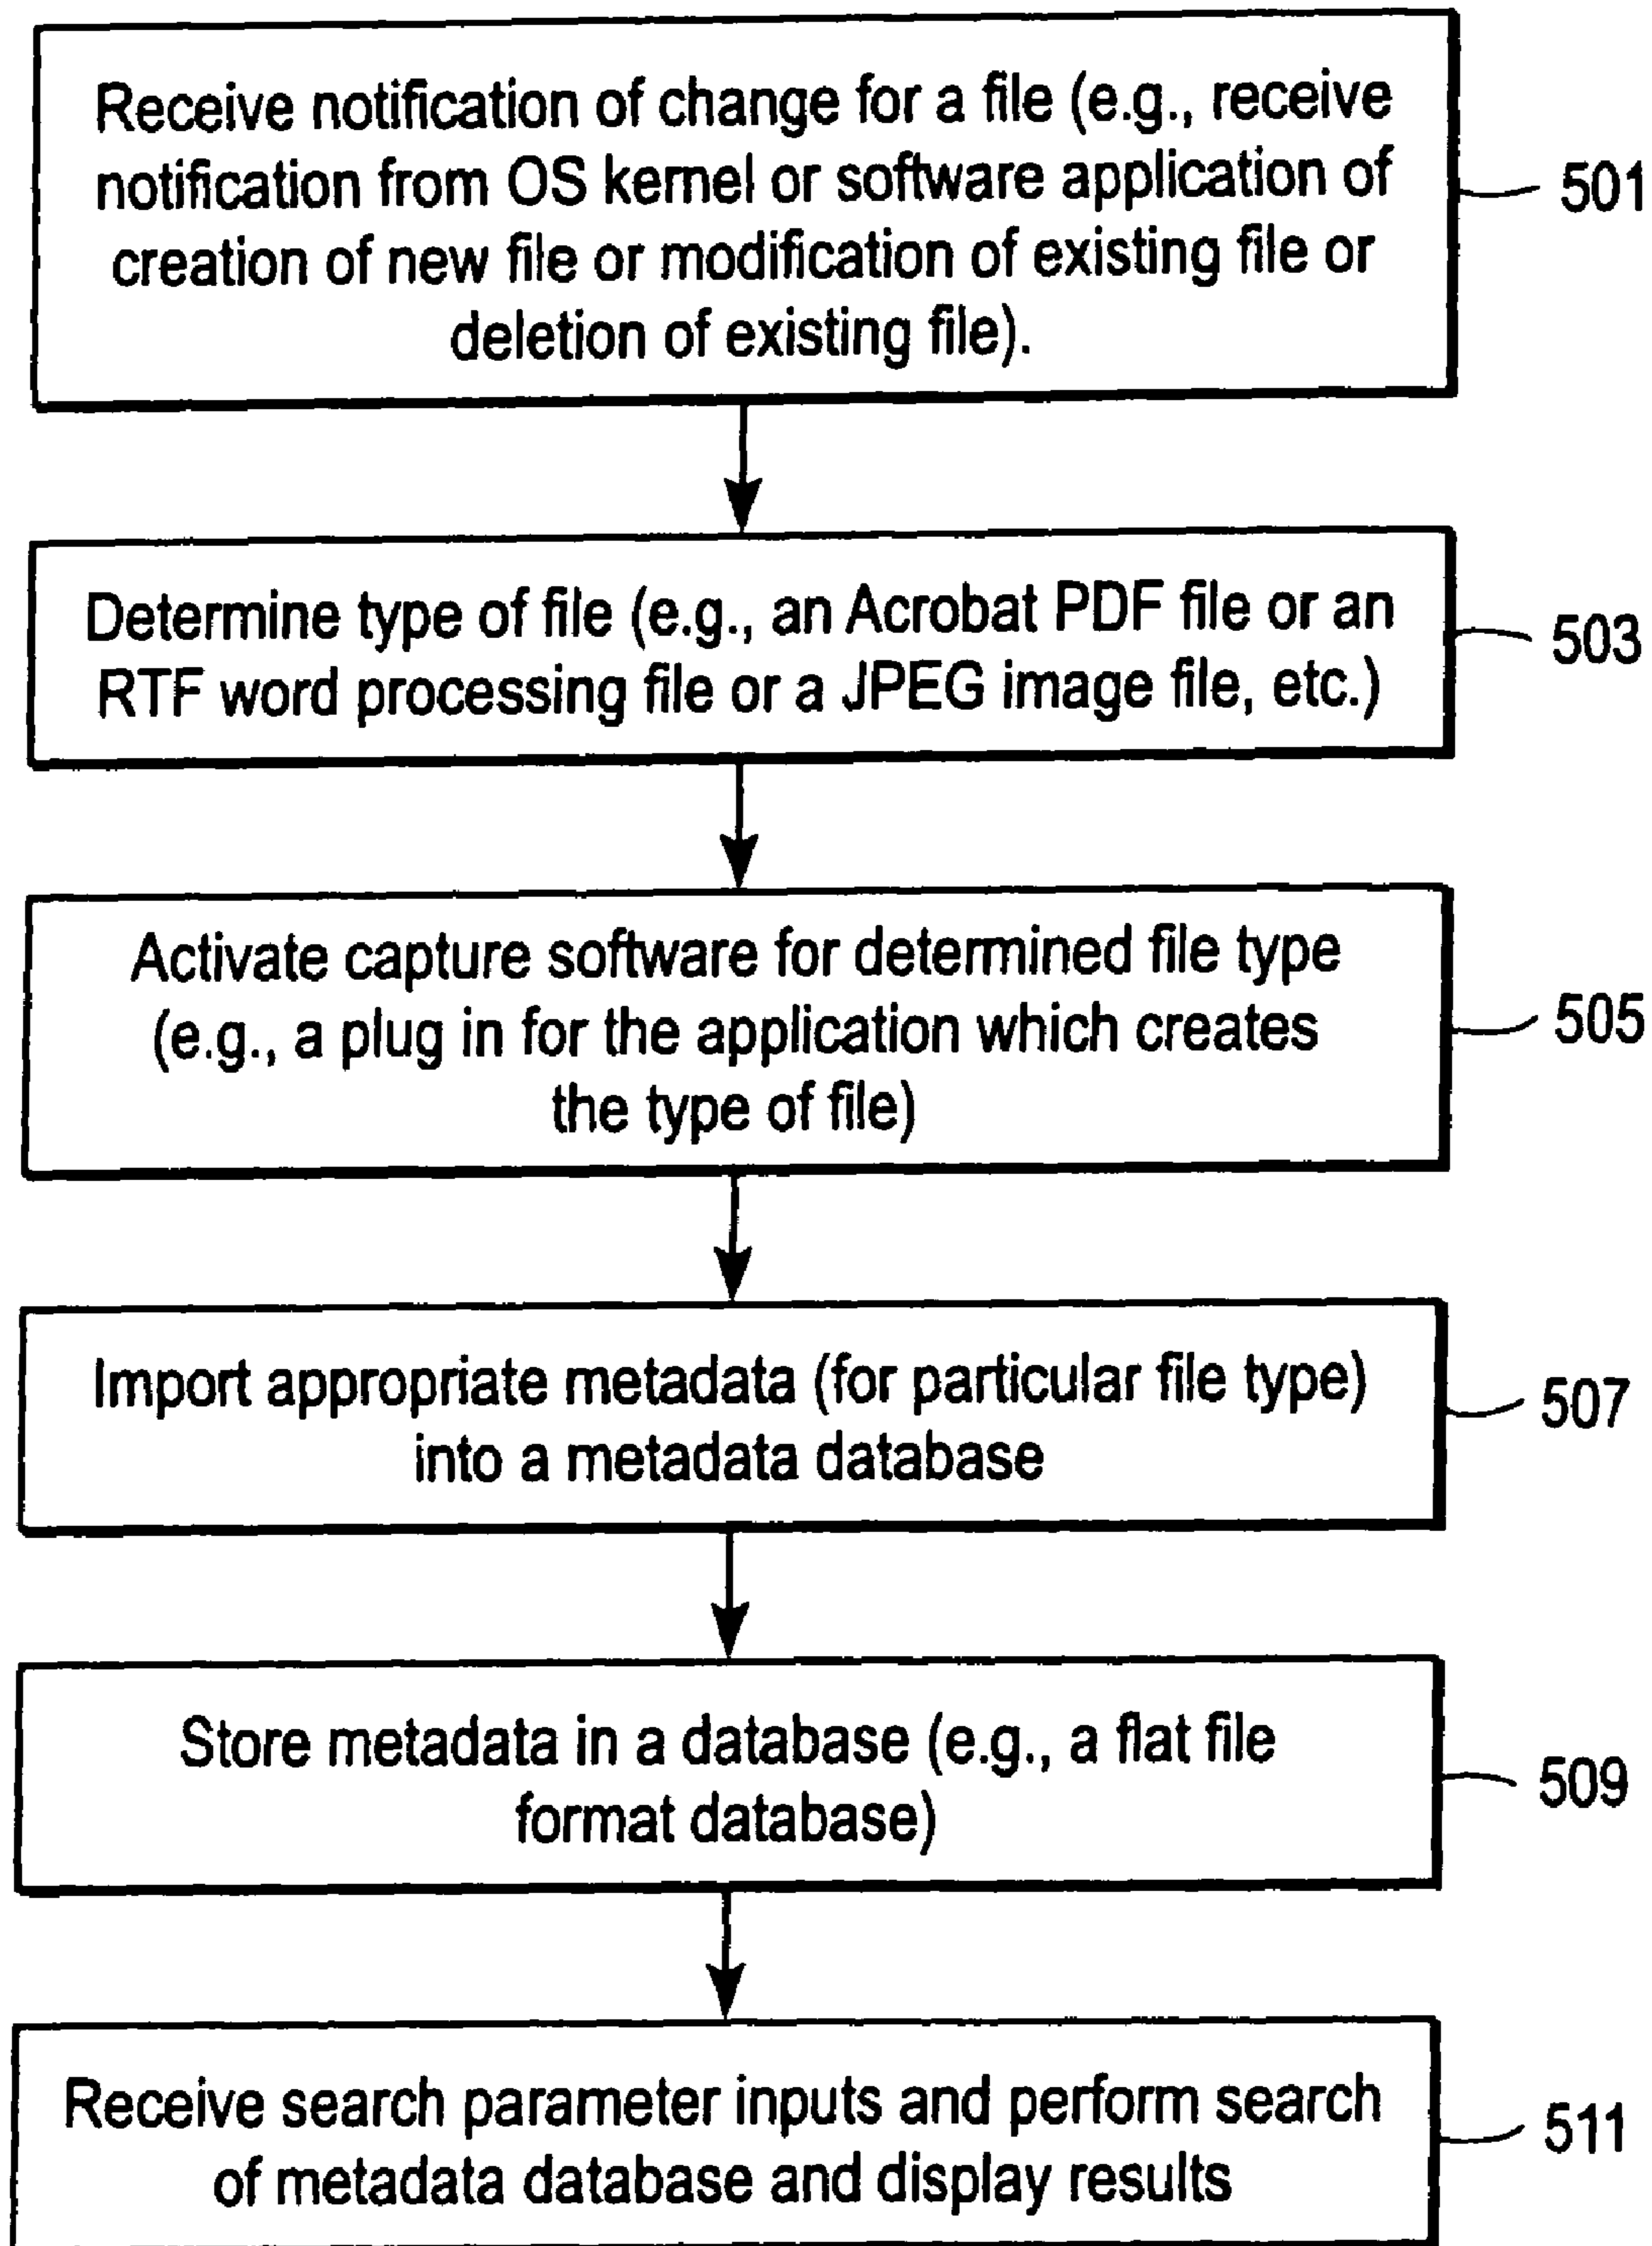 Receive notification of change for a file (e.g., receive
notification from OS kernel or software application of
creation of new file or modification of existing file or
deletion of existing file).
501
Determine type of file (e.g., an Acrobat PDF file or an
RTF word processing file or a JPEG image file, etc.)
503
Activate capture software for determined file type
(e.g., a plug in for the application which creates
the type of file)
505
Import appropriate metadata (for particular file type)
into a metadata database
507
Store metadata in a database (e.g., a flat file
format database)
509
Receive search parameter inputs and perform search
of metadata database and display results
511